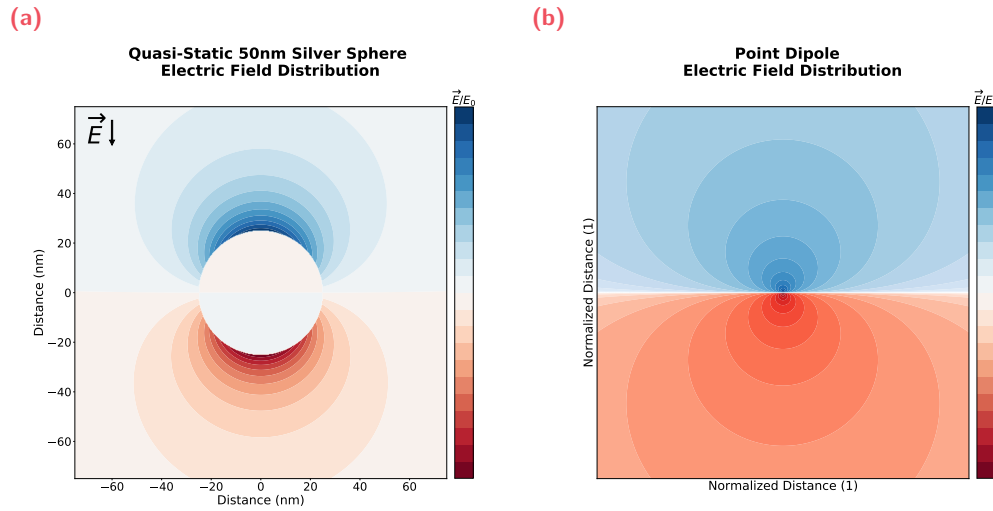 (a)
(b)
Quasi-Static 50nm Silver Sphere
Electric Field Distribution
Point Dipole
Electric Field Distribution
E/E₀
E/E
E
60
40
20
0
−20
−40
−60
Distance (nm)
−60 −40 −20 0 20 40 60
Distance (nm)
Normalized Distance (1)
Normalized Distance (1)